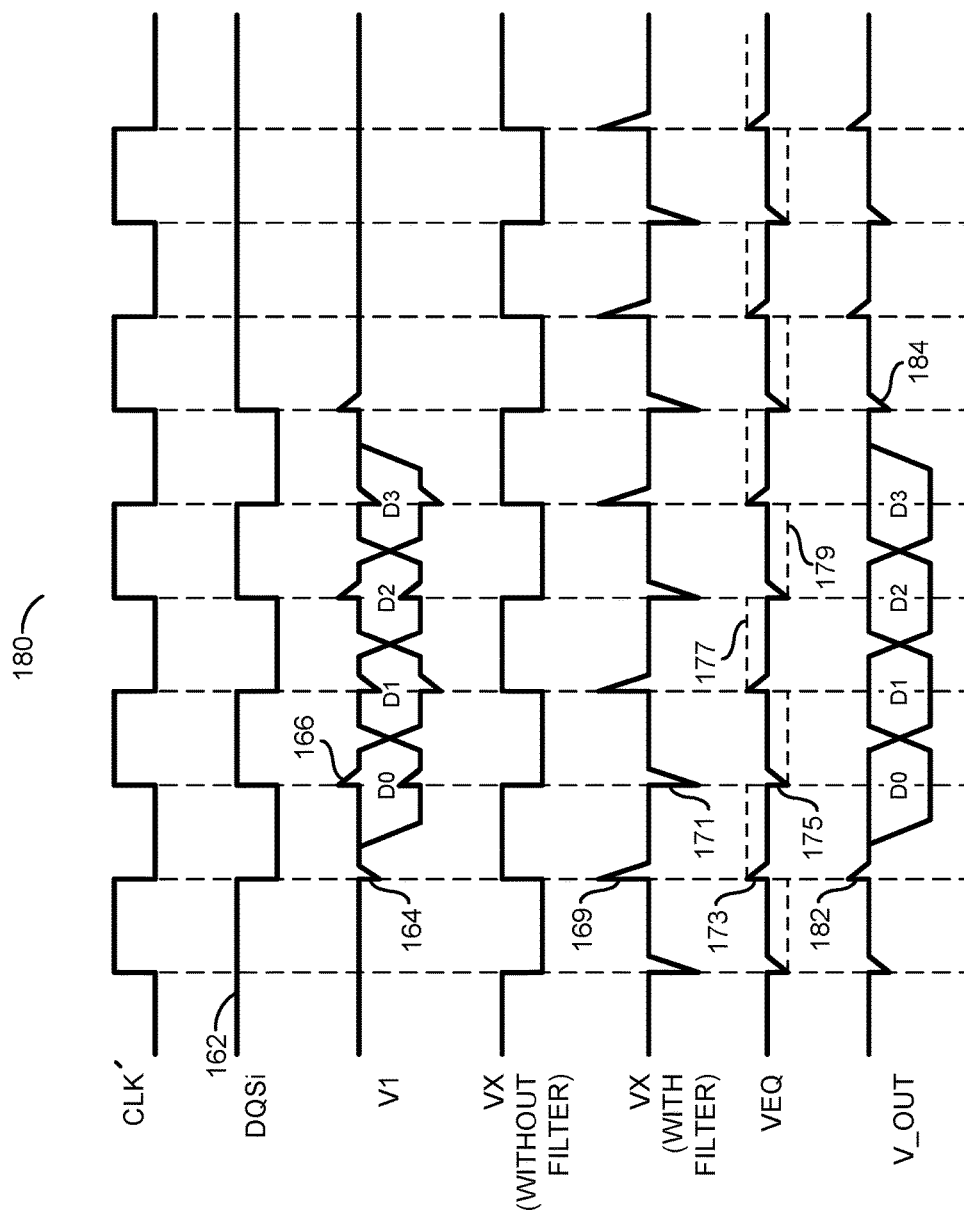 180
CLK´
DQSi
162
V1
164
166
D0
D1
D2
D3
VX
(WITHOUT
FILTER)
VX
(WITH
FILTER)
169
171
VEQ
173
175
177
179
V_OUT
182
D0
D1
D2
D3
184